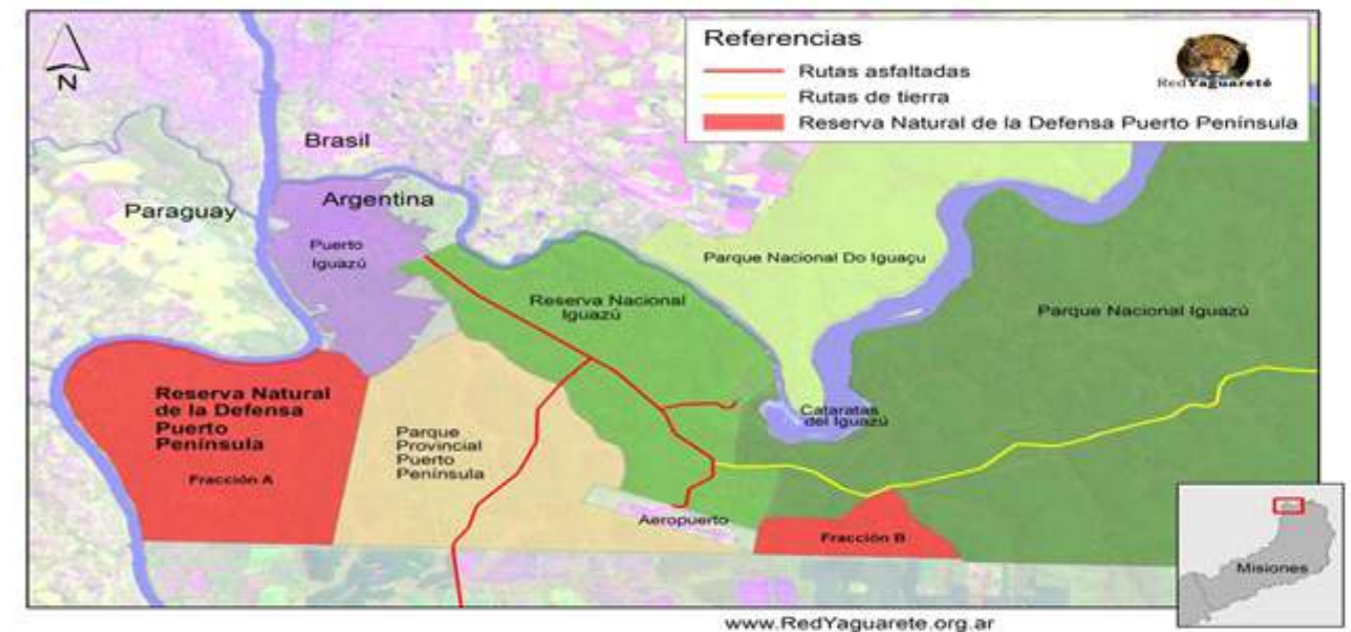 Referencias
Rutas asfaltadas
Rutas de tierra
Reserva Natural de la Defensa Puerto Península
RedYaguareté
N
Brasil
Argentina
Paraguay
Puerto
Iguazú
Parque Nacional Do Iguaçu
Reserva Nacional
Iguazú
Parque Nacional Iguazú
Reserva Natural
de la Defensa
Puerto
Península
Fracción A
Parque
Provincial
Puerto
Península
Cataratas
del Iguazú
Aeropuerto
Fracción B
Misiones
www.RedYaguarete.org.ar